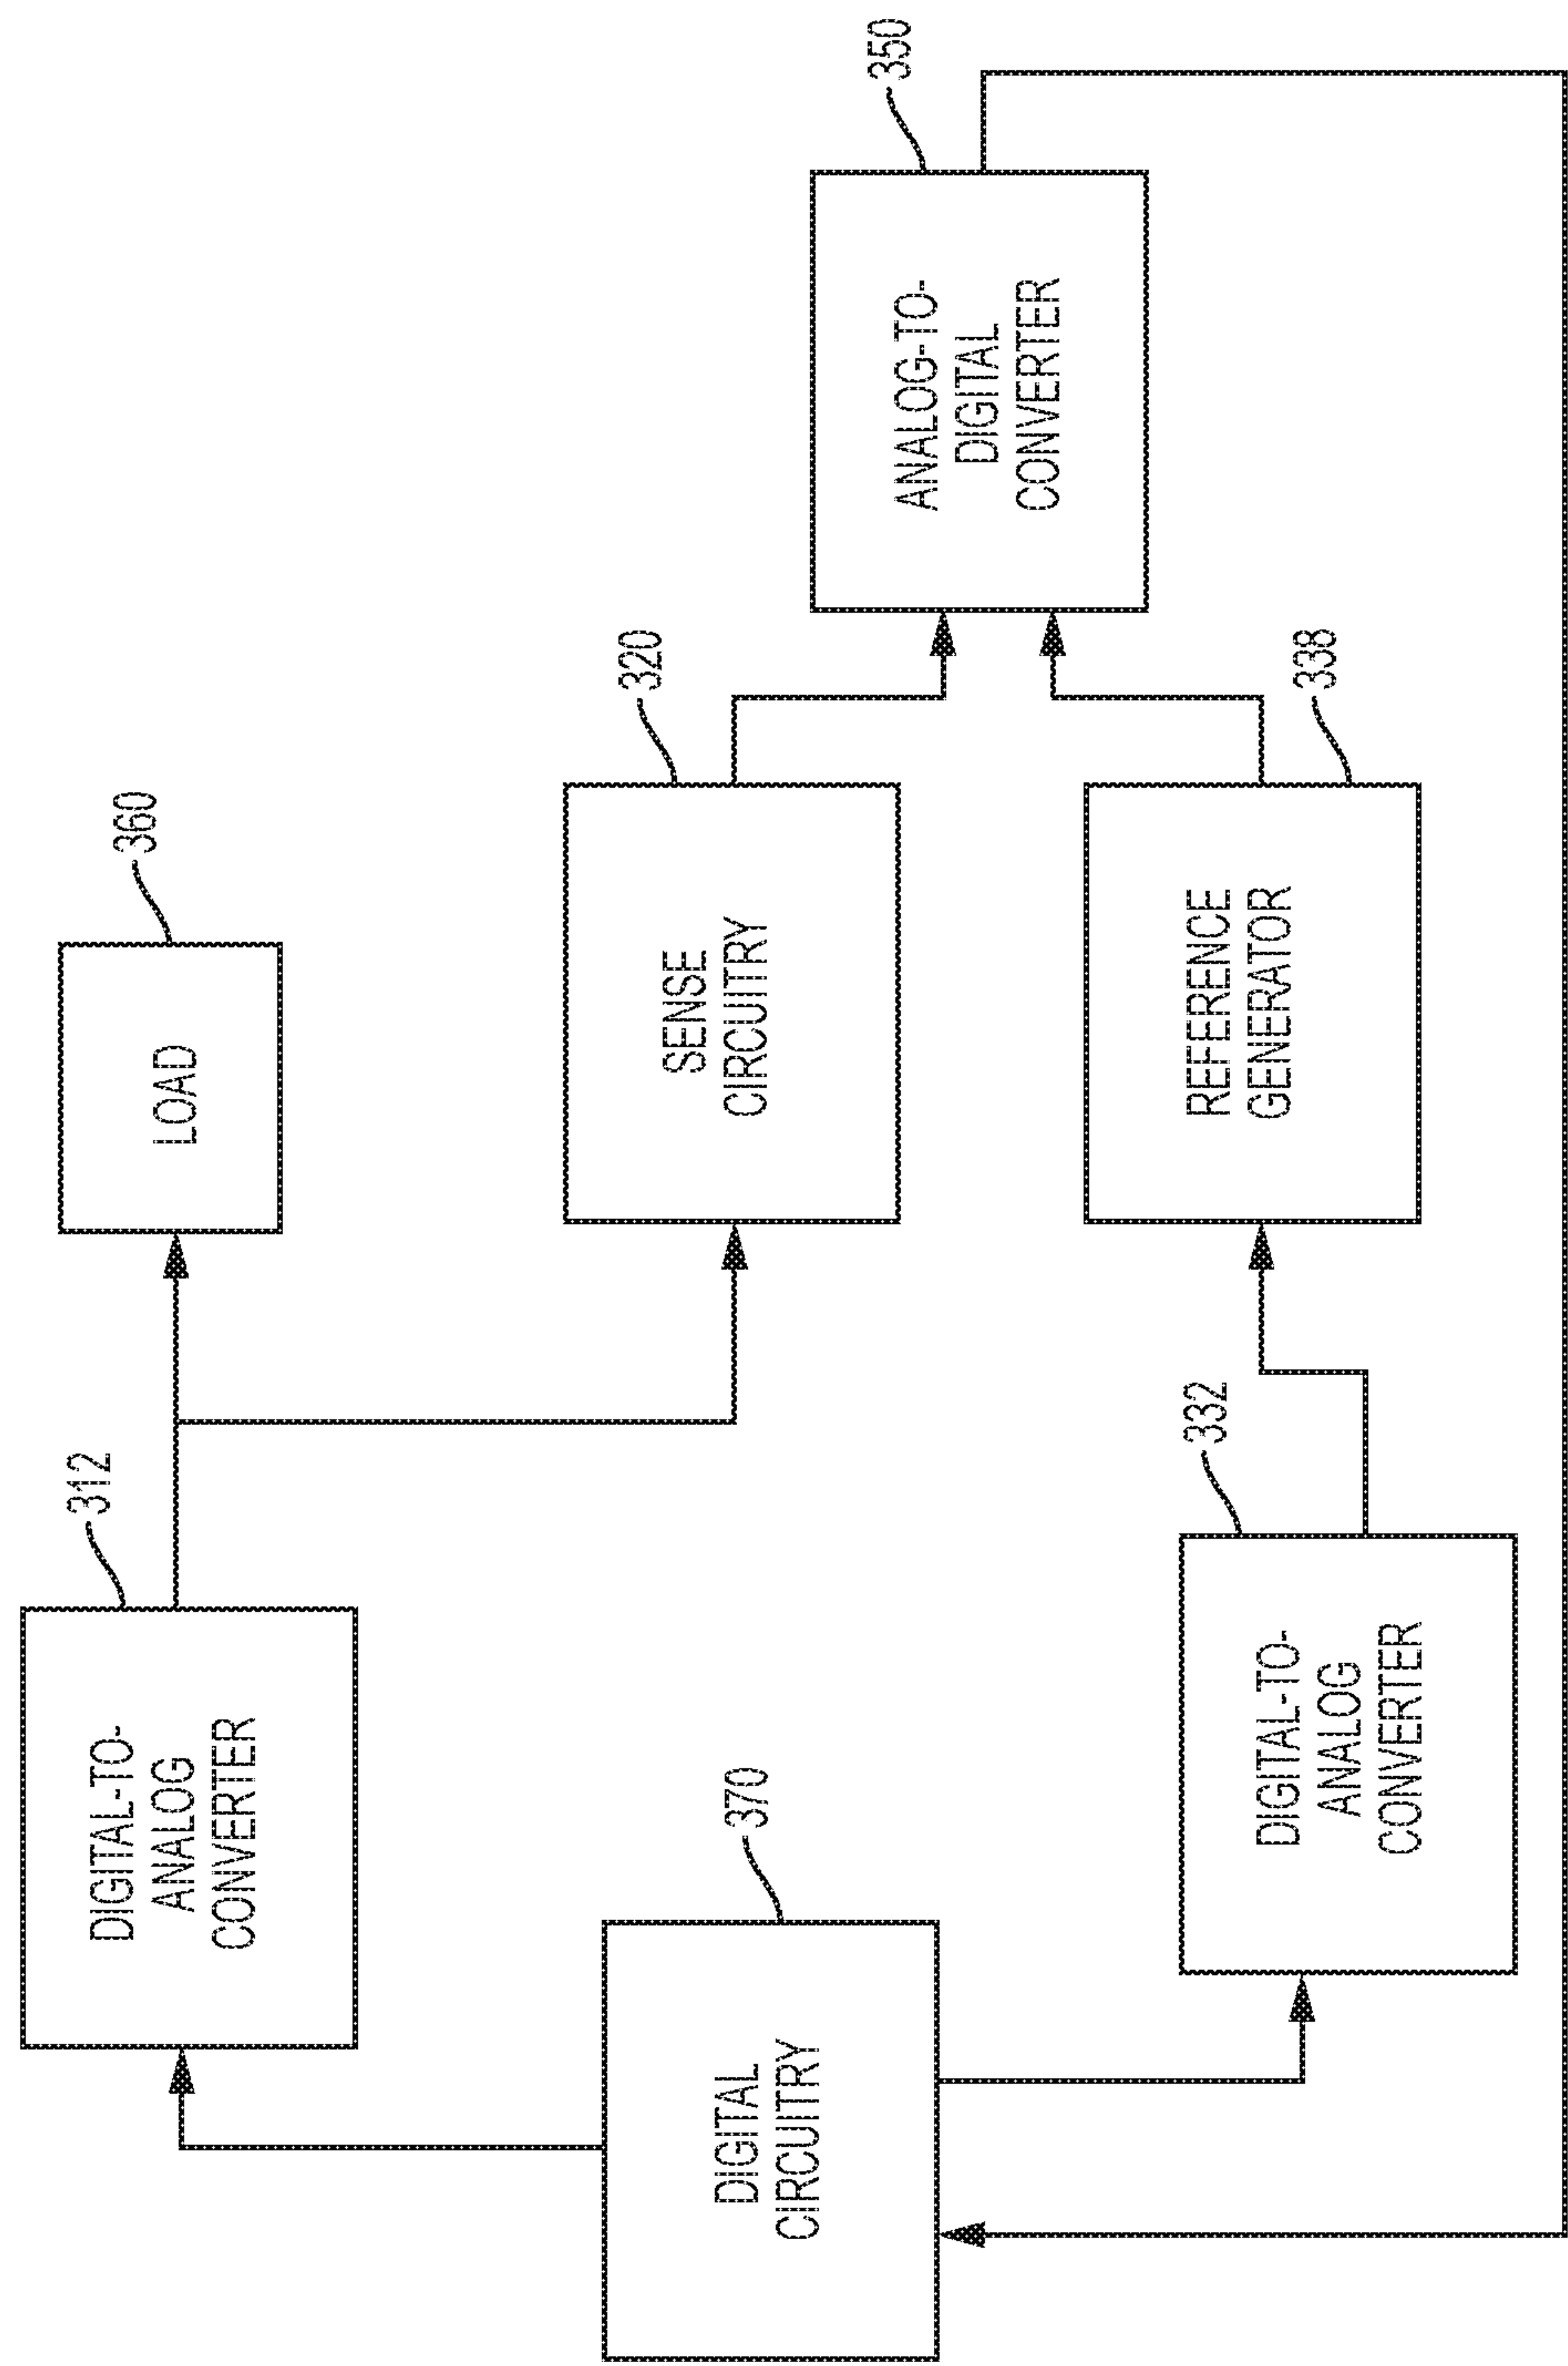 312
DIGITAL-TO-
ANALOG
CONVERTER
360
LOAD
370
DIGITAL
CIRCUITRY
320
SENSE
CIRCUITRY
350
ANALOG-TO-
DIGITAL
CONVERTER
332
DIGITAL-TO-
ANALOG
CONVERTER
338
REFERENCE
GENERATOR